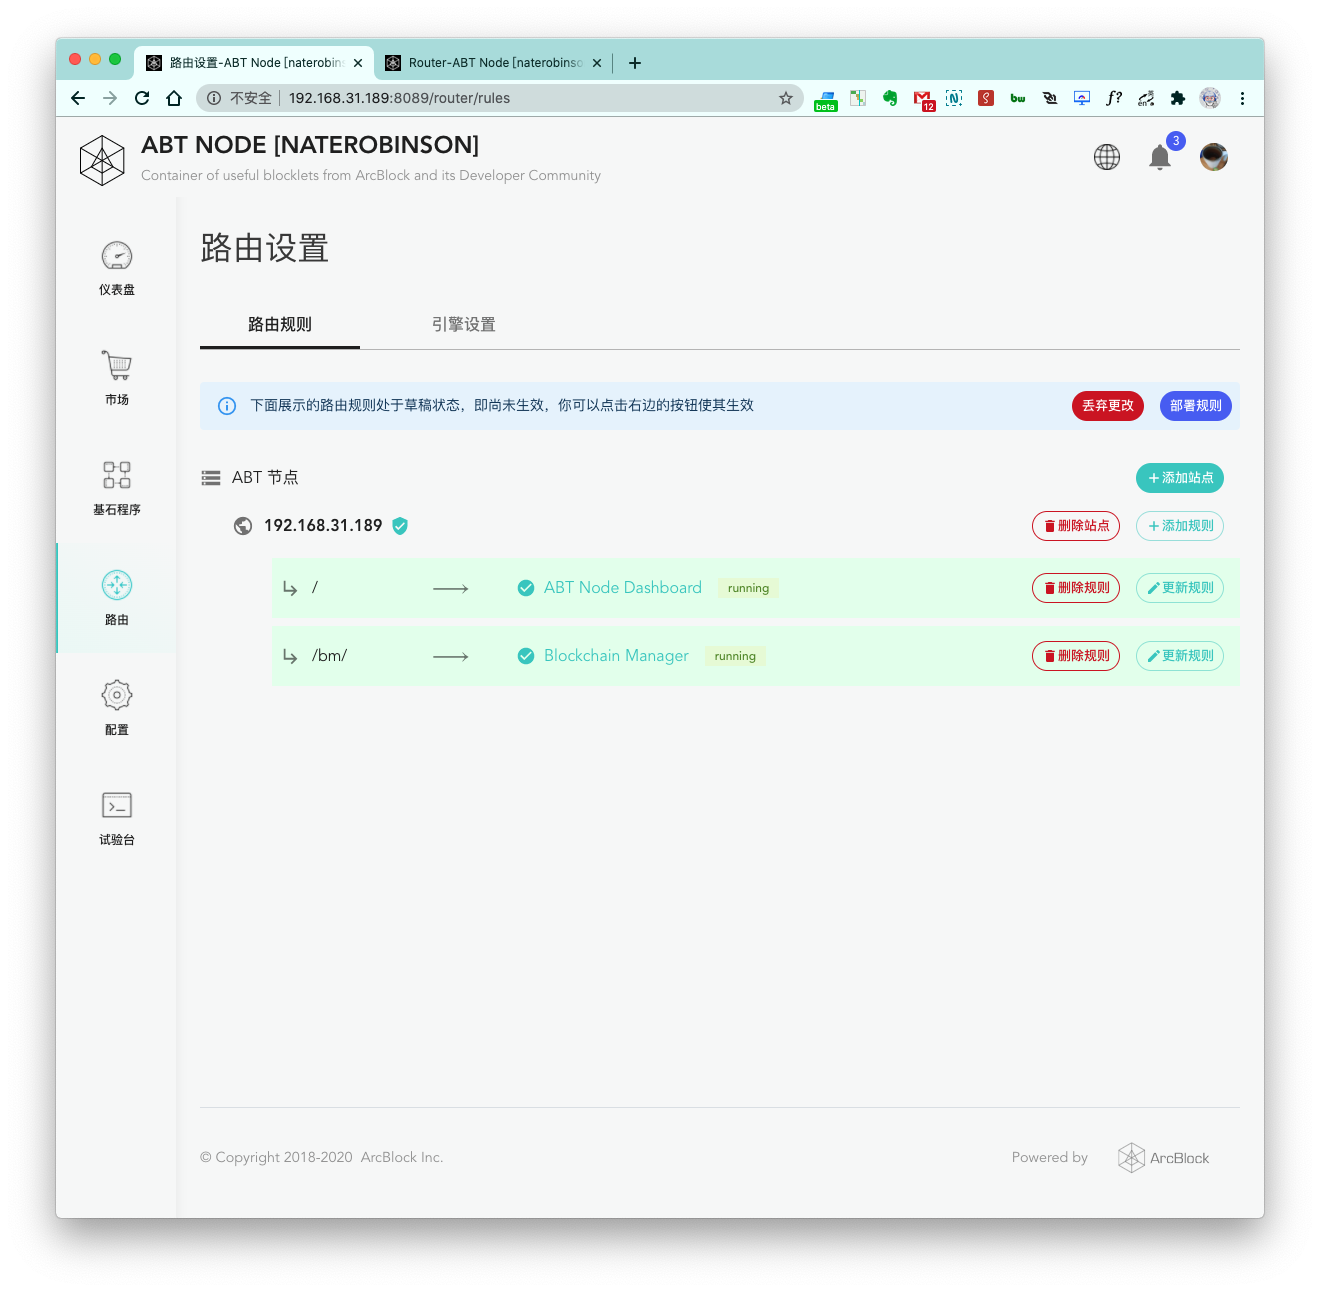 路由设置-ABT Node [naterobins
Router-ABT Node [naterobinso
不安全 192.168.31.189:8089/router/rules
beta
12
bw
f?
en
英
ABT NODE [NATEROBINSON]
Container of useful blocklets from ArcBlock and its Developer Community
3
仪表盘
市场
基石程序
路由
配置
试验台
路由设置
路由规则 引擎设置
下面展示的路由规则处于草稿状态，即尚未生效，你可以点击右边的按钮使其生效 丢弃更改 部署规则
ABT 节点 +添加站点
192.168.31.189 删除站点 +添加规则
/ ABT Node Dashboard running 删除规则 更新规则
/bm/ Blockchain Manager running 删除规则 更新规则
© Copyright 2018-2020 ArcBlock Inc. Powered by ArcBlock